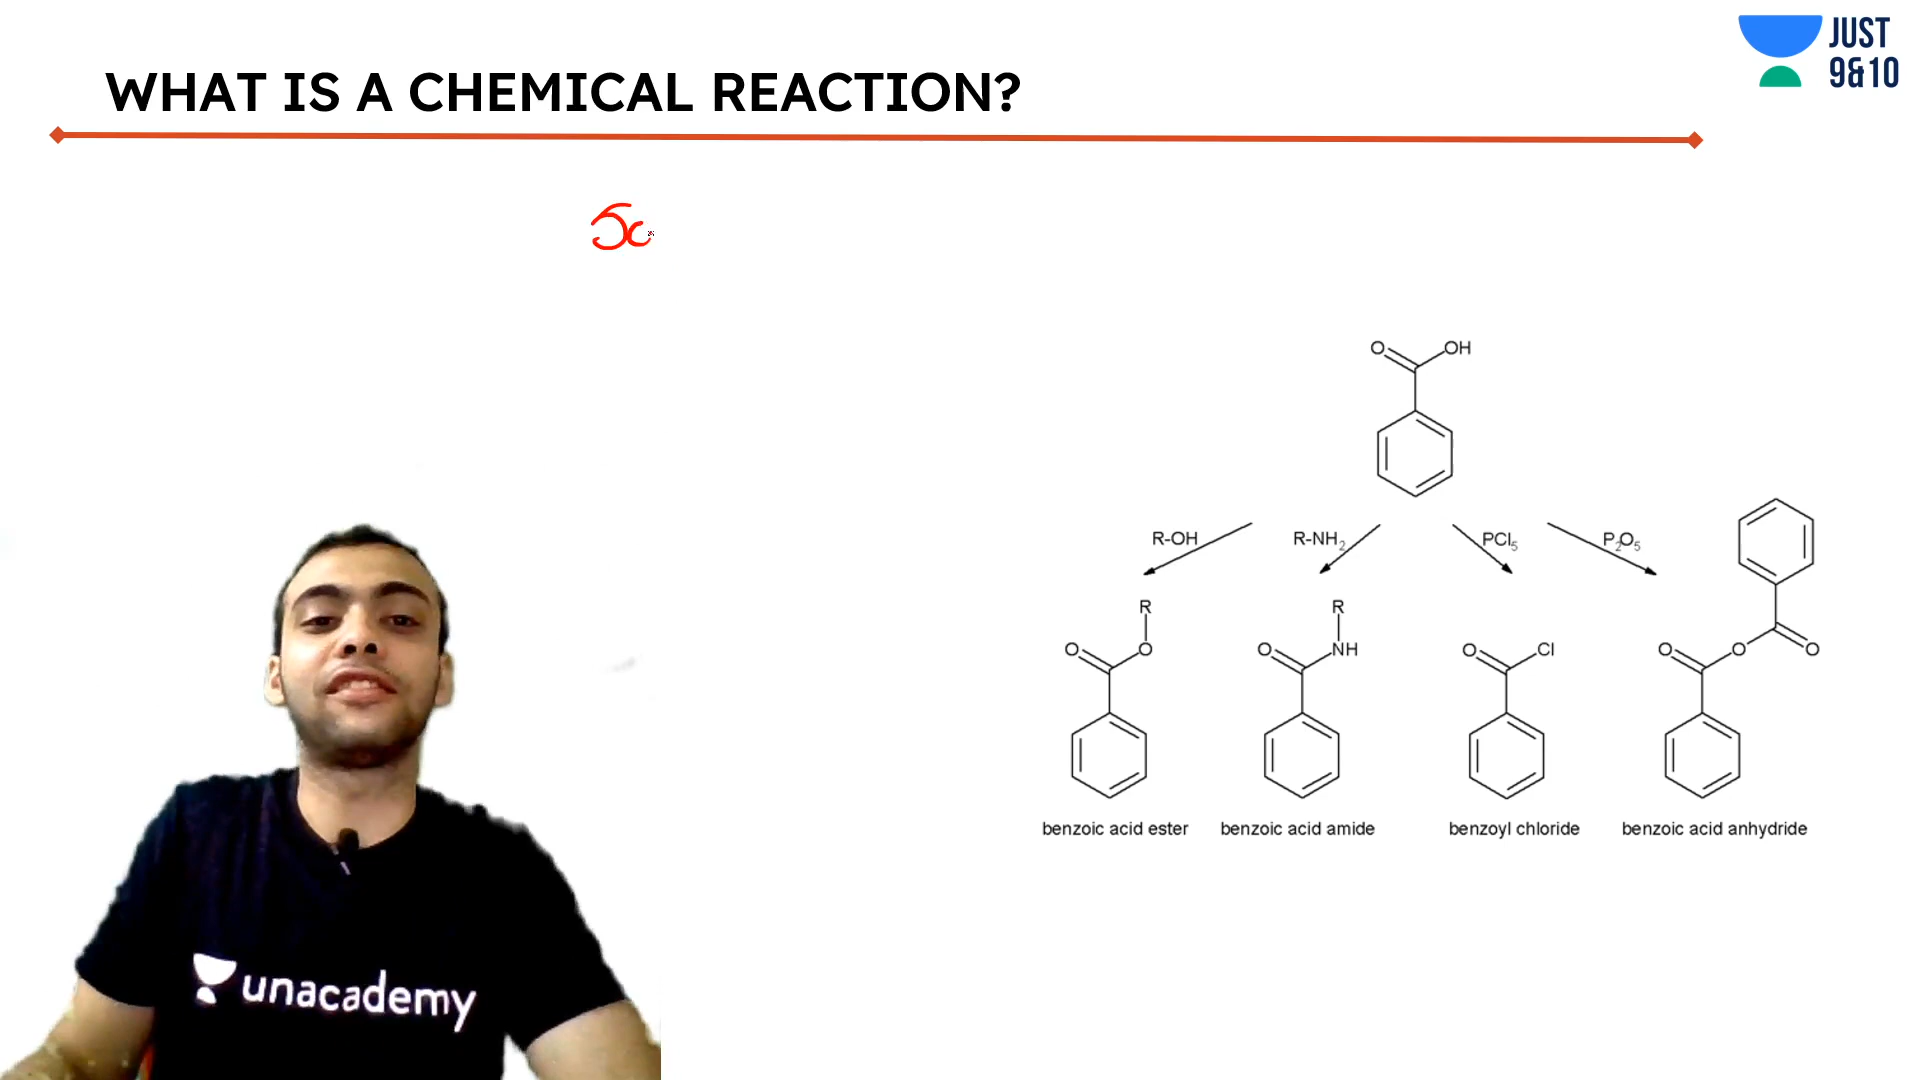 JUST
9&10
WHAT IS A CHEMICAL REACTION?
O OH
R-OH R-NH2 PCl5 P2O5
R R
O O O NH O Cl O O O
benzoic acid ester benzoic acid amide benzoyl chloride benzoic acid anhydride
unacademy